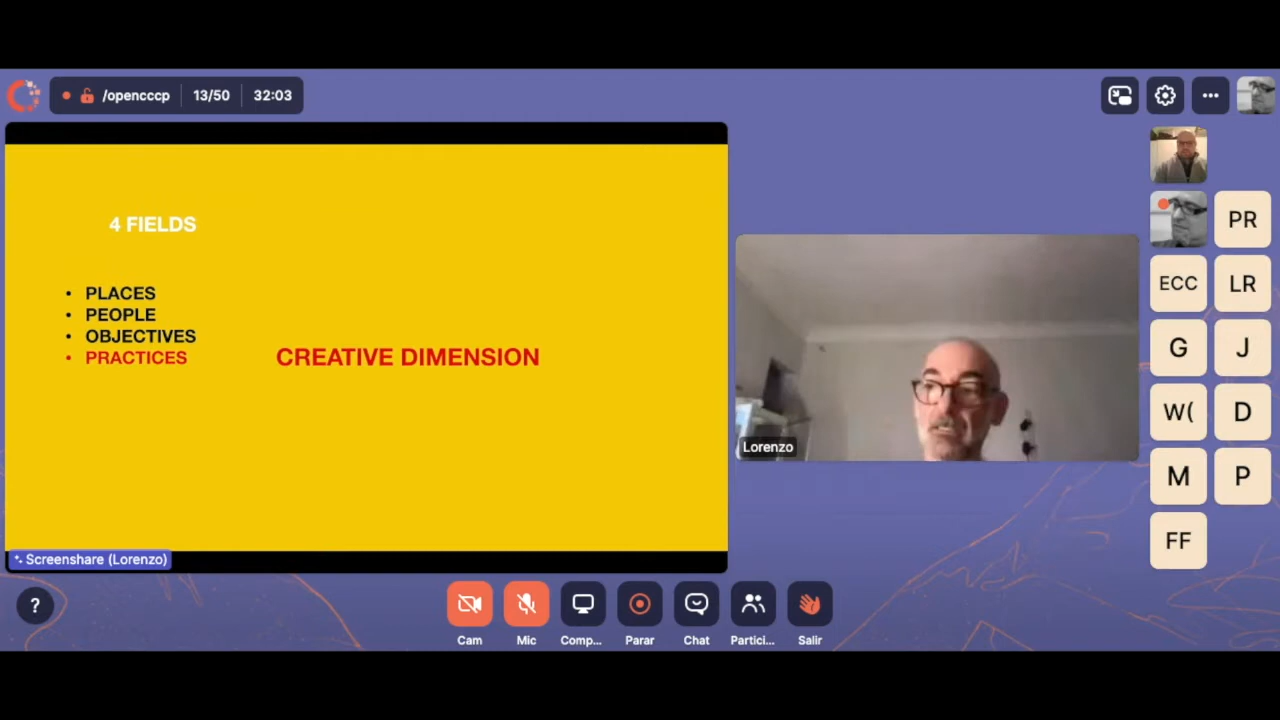 /opencccp
13/50
32:03
4 FIELDS
• PLACES
• PEOPLE
• OBJECTIVES
• PRACTICES
CREATIVE DIMENSION
Screenshare (Lorenzo)
Lorenzo
PR
ECC
LR
G
J
W(
D
M
P
FF
?
Cam
Mic
Comp...
Parar
Chat
Partici...
Salir